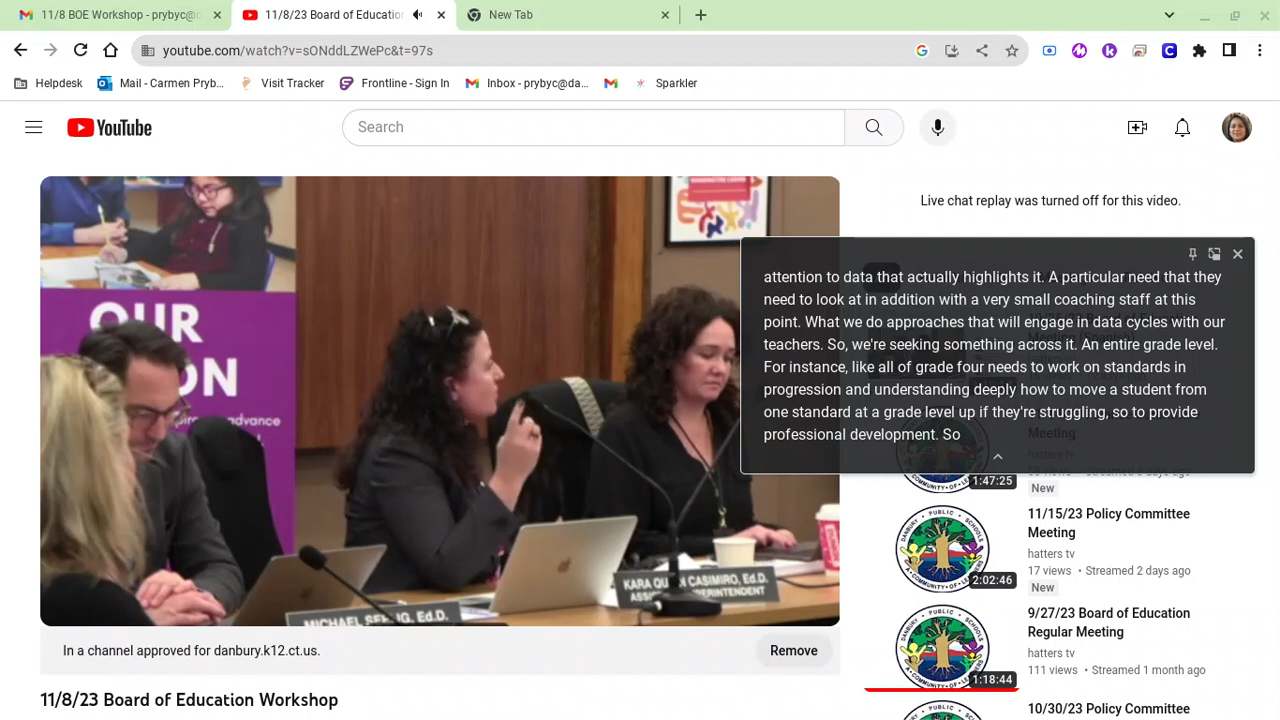 11/8 BOE Workshop - prybyc@d
11/8/23 Board of Education
New Tab
youtube.com/watch?v=sONddLZWePc&t=97s
Helpdesk
Mail - Carmen Pryb...
Visit Tracker
Frontline - Sign In
Inbox - prybyc@da...
Sparkler
YouTube
Search
Live chat replay was turned off for this video.
attention to data that actually highlights it. A particular need that they
need to look at in addition with a very small coaching staff at this
point. What we do approaches that will engage in data cycles with our
teachers. So, we're seeking something across it. An entire grade level.
For instance, like all of grade four needs to work on standards in
progression and understanding deeply how to move a student from
one standard at a grade level up if they're struggling, so to provide
professional development. So
OUR
advance
Meeting
1:47:25
New
11/15/23 Policy Committee
Meeting
hatters tv
17 views • Streamed 2 days ago
New
2:02:46
9/27/23 Board of Education
Regular Meeting
hatters tv
111 views • Streamed 1 month ago
1:18:44
10/30/23 Policy Committee
KARA QUINN CASIMIRO, Ed.D.
In a channel approved for danbury.k12.ct.us.
Remove
11/8/23 Board of Education Workshop